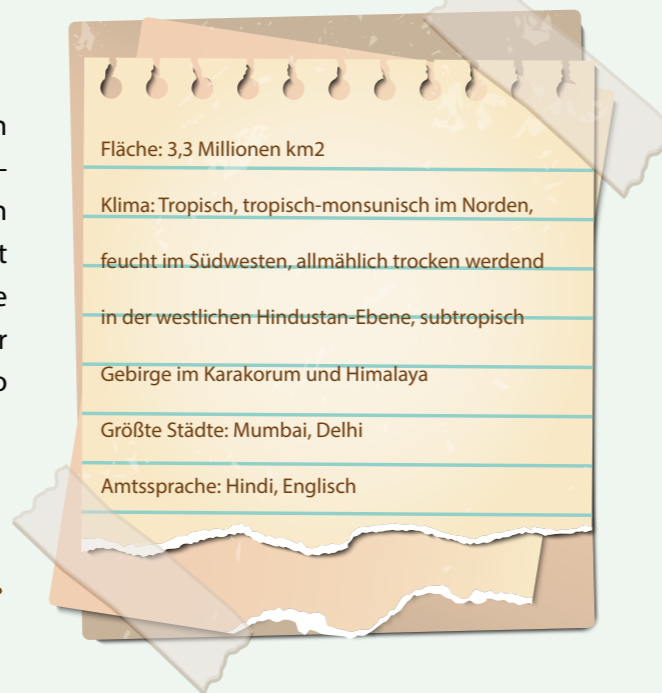 Fläche: 3,3 Millionen km2
Klima: Tropisch, tropisch-monsunisch im Norden,
feucht im Südwesten, allmählich trocken werdend
in der westlichen Hindustan-Ebene, subtropisch
Gebirge im Karakorum und Himalaya
Größte Städte: Mumbai, Delhi
Amtssprache: Hindi, Englisch